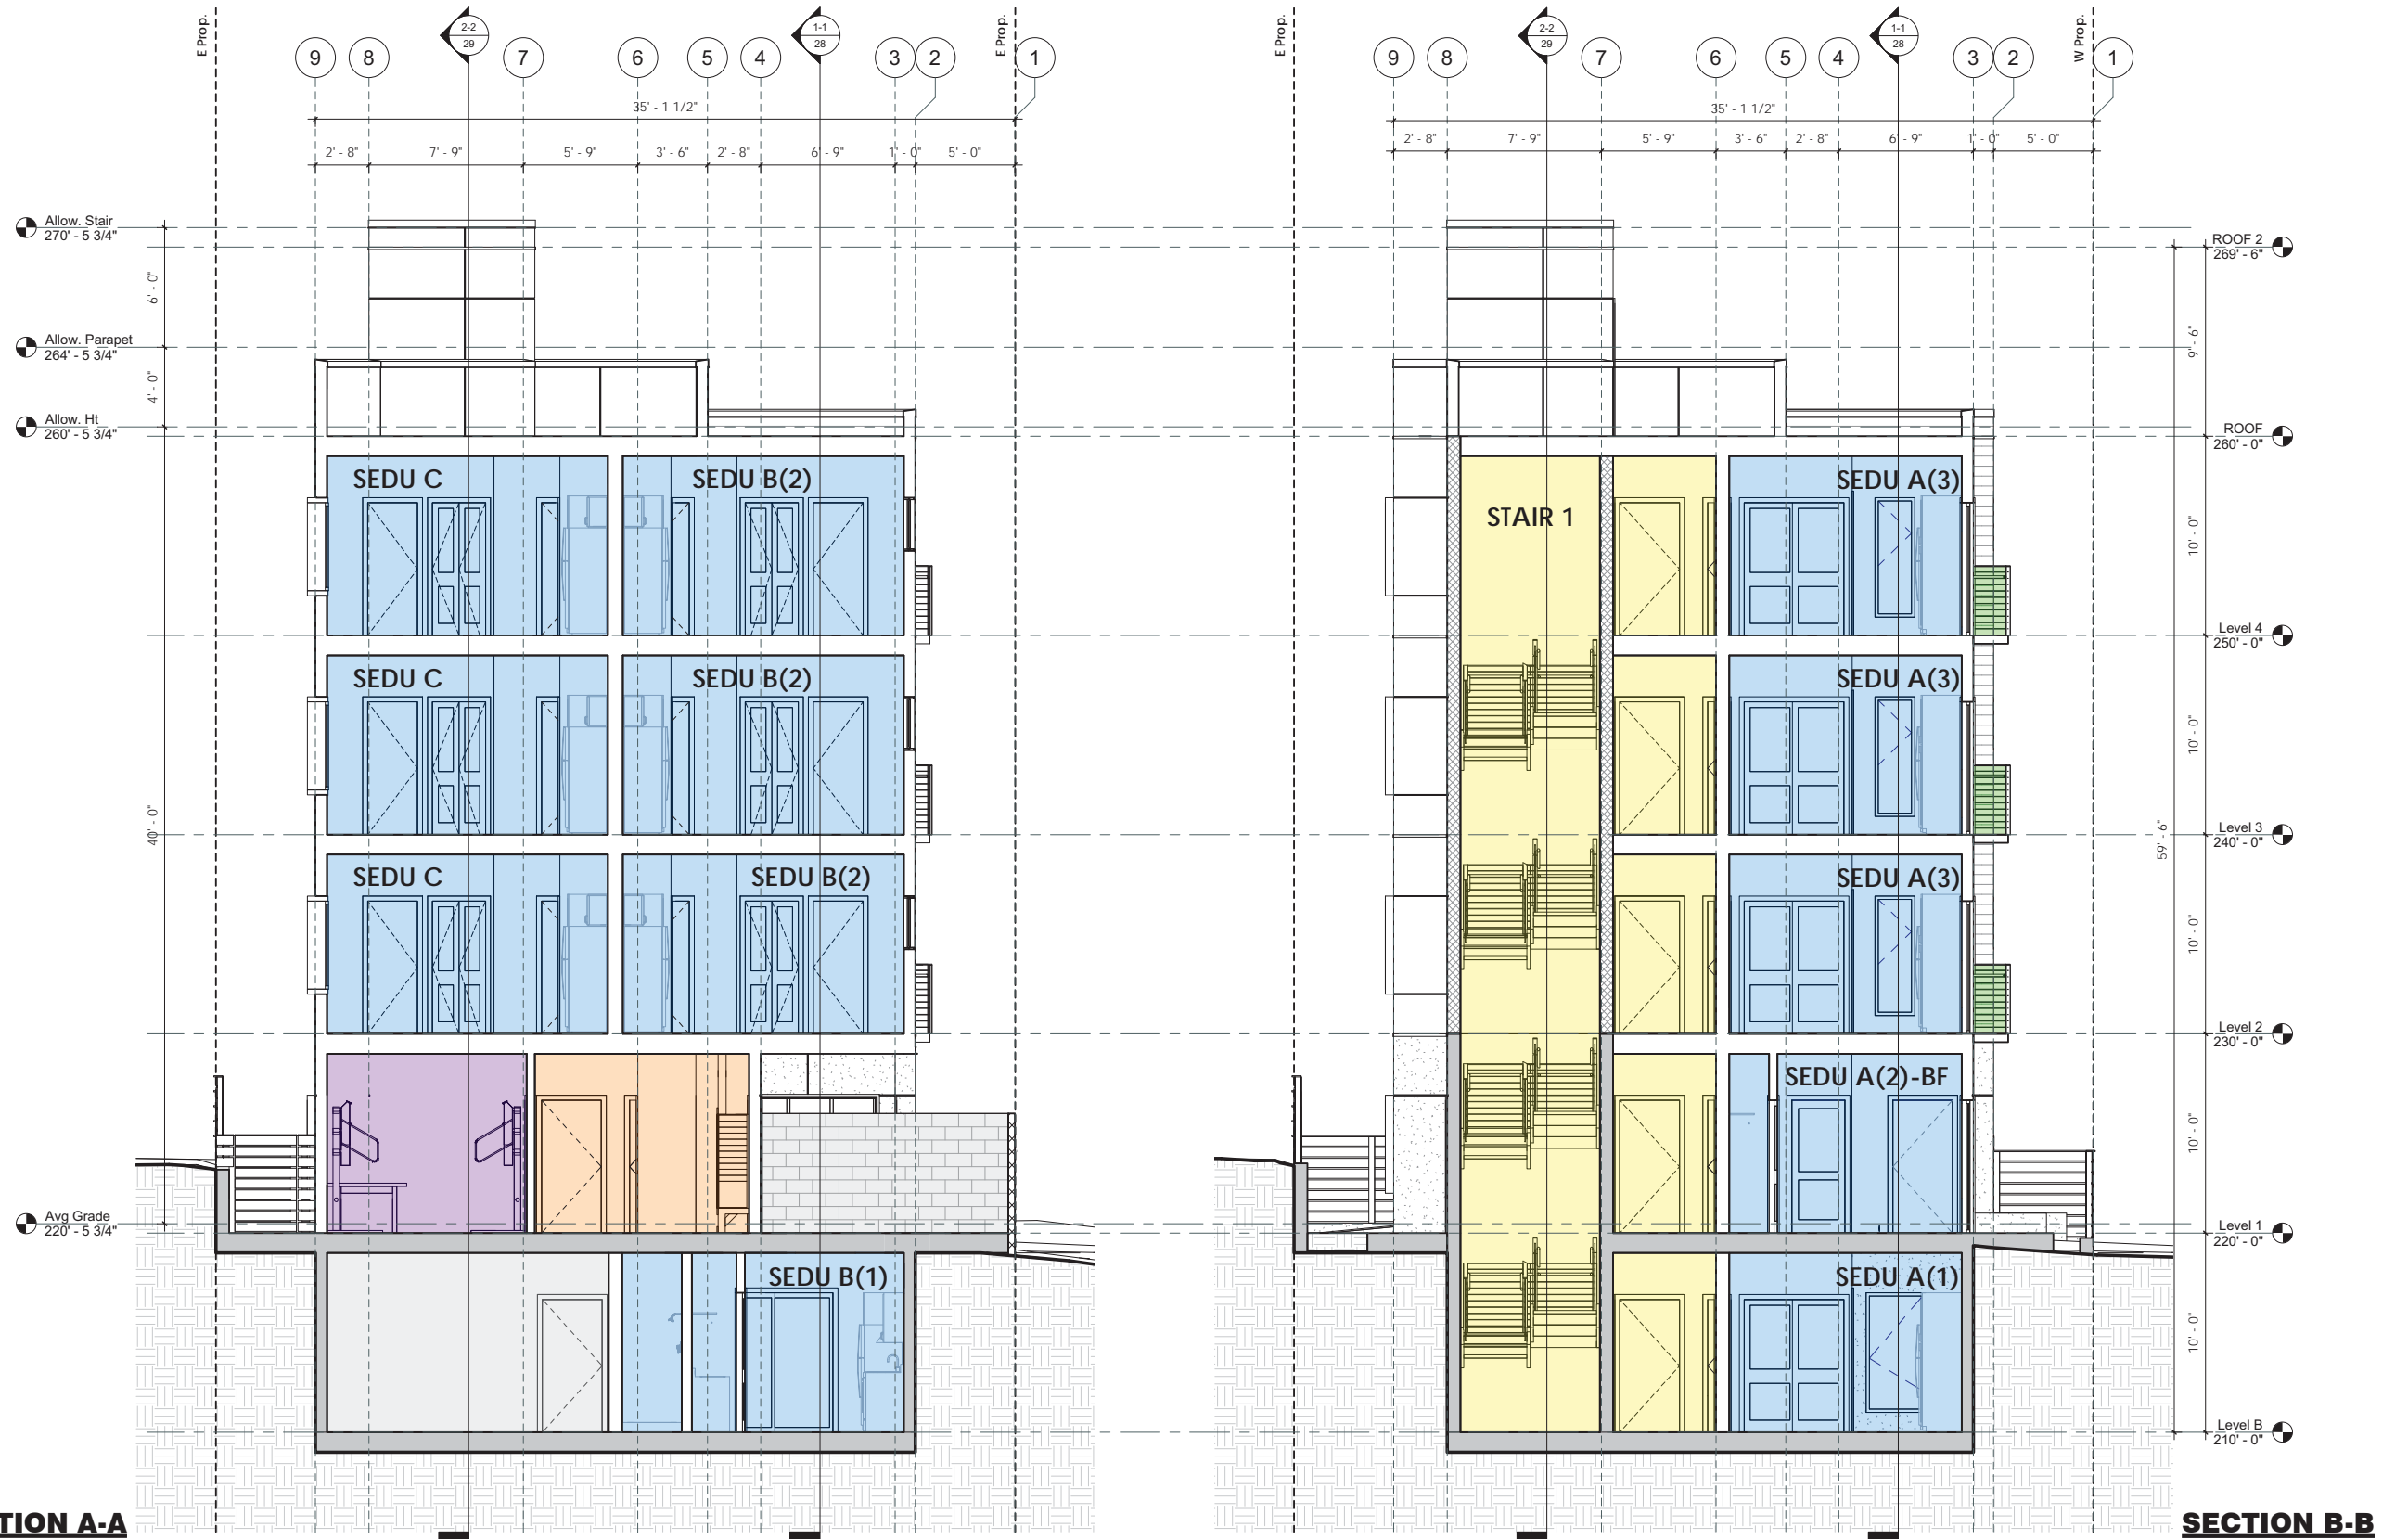 E Prop.
2-2
29
1-1
28
E Prop.
9
8
7
6
5
4
3
2
1
35' - 1 1/2"
2' - 8"
7' - 9"
5' - 9"
3' - 6"
2' - 8"
6' - 9"
1' - 0"
5' - 0"
E Prop.
2-2
29
1-1
28
W Prop.
9
8
7
6
5
4
3
2
1
35' - 1 1/2"
2' - 8"
7' - 9"
5' - 9"
3' - 6"
2' - 8"
6' - 9"
1' - 0"
5' - 0"
Allow. Stair
270' - 5 3/4"
6' - 0"
Allow. Parapet
264' - 5 3/4"
4' - 0"
Allow. Ht
260' - 5 3/4"
40' - 0"
Avg Grade
220' - 5 3/4"
SEDU C
SEDU B(2)
SEDU C
SEDU B(2)
SEDU C
SEDU B(2)
SEDU B(1)
STAIR 1
SEDU A(3)
SEDU A(3)
SEDU A(3)
SEDU A(2)-BF
SEDU A(1)
ROOF 2
269' - 6"
9' - 6"
ROOF
260' - 0"
10' - 0"
Level 4
250' - 0"
10' - 0"
Level 3
240' - 0"
59' - 6"
10' - 0"
Level 2
230' - 0"
10' - 0"
Level 1
220' - 0"
10' - 0"
Level B
210' - 0"
TION A-A
SECTION B-B